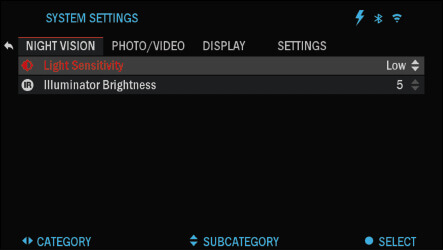 SYSTEM SETTINGS
NIGHT VISION PHOTO/VIDEO DISPLAY SETTINGS
Light Sensitivity Low
IR Illuminator Brightness 5
CATEGORY SUBCATEGORY SELECT